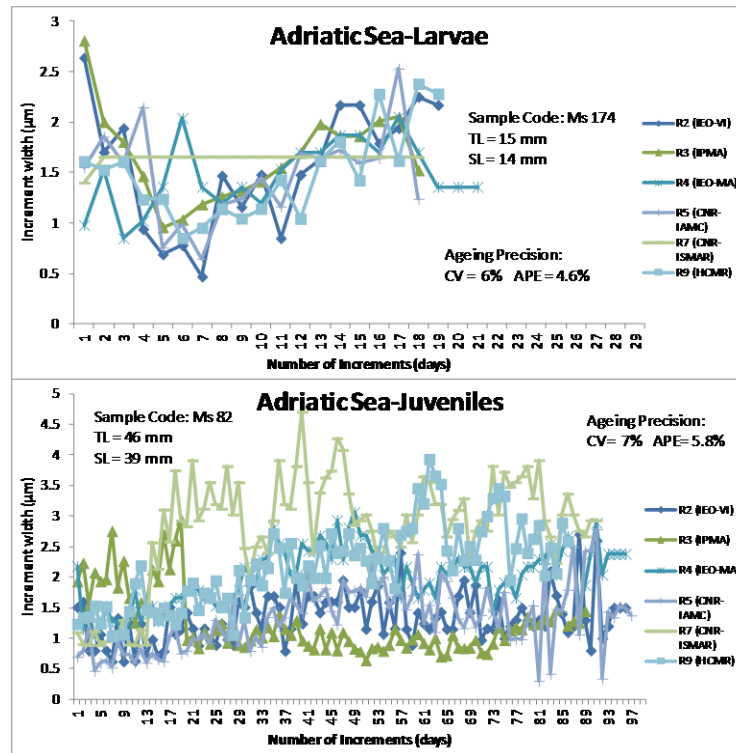 Adriatic Sea-Larvae
Sample Code: Ms 174
TL = 15 mm
SL = 14 mm
Ageing Precision:
CV = 6% APE = 4.6%
Increment width (µm)
3
2.5
2
1.5
1
0.5
0
1 2 3 4 5 6 7 8 9 10 11 12 13 14 15 16 17 18 19 20 21 22 23 24 25 26 27 28 29
Number of Increments (days)
R2 (IEO-VI)
R3 (IPMA)
R4 (IEO-MA)
R5 (CNR-
IAMC)
R7 (CNR-
ISMAR)
R9 (HCMR)
Adriatic Sea-Juveniles
Sample Code: Ms 82
TL = 46 mm
SL = 39 mm
Ageing Precision:
CV = 7% APE= 5.8%
Increment width (µm)
5
4.5
4
3.5
3
2.5
2
1.5
1
0.5
0
1 5 9 13 17 21 25 29 33 37 41 45 49 53 57 61 65 69 73 77 81 85 89 93 97
Number of Increments (days)
R2 (IEO-VI)
R3 (IPMA)
R4 (IEO-MA)
R5 (CNR-
IAMC)
R7 (CNR-
ISMAR)
R9 (HCMR)